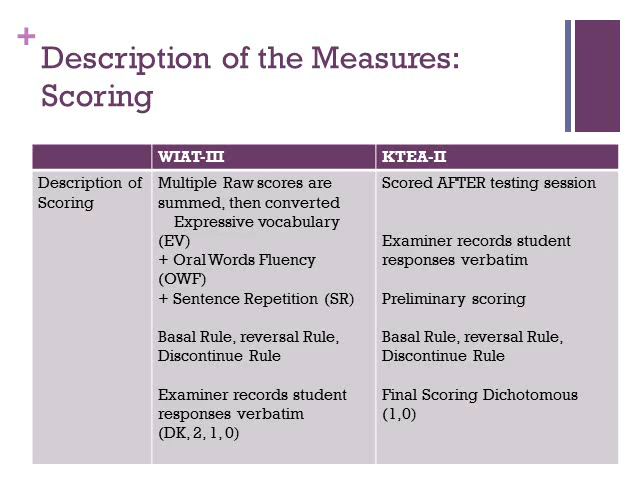 +
Description of the Measures:
Scoring
WIAT-III
KTEA-II
Description of
Scoring
Multiple Raw scores are
summed, then converted
Expressive vocabulary
(EV)
+ Oral Words Fluency
(OWF)
+ Sentence Repetition (SR)
Basal Rule, reversal Rule,
Discontinue Rule
Examiner records student
responses verbatim
(DK, 2, 1, 0)
Scored AFTER testing session
Examiner records student
responses verbatim
Preliminary scoring
Basal Rule, reversal Rule,
Discontinue Rule
Final Scoring Dichotomous
(1,0)